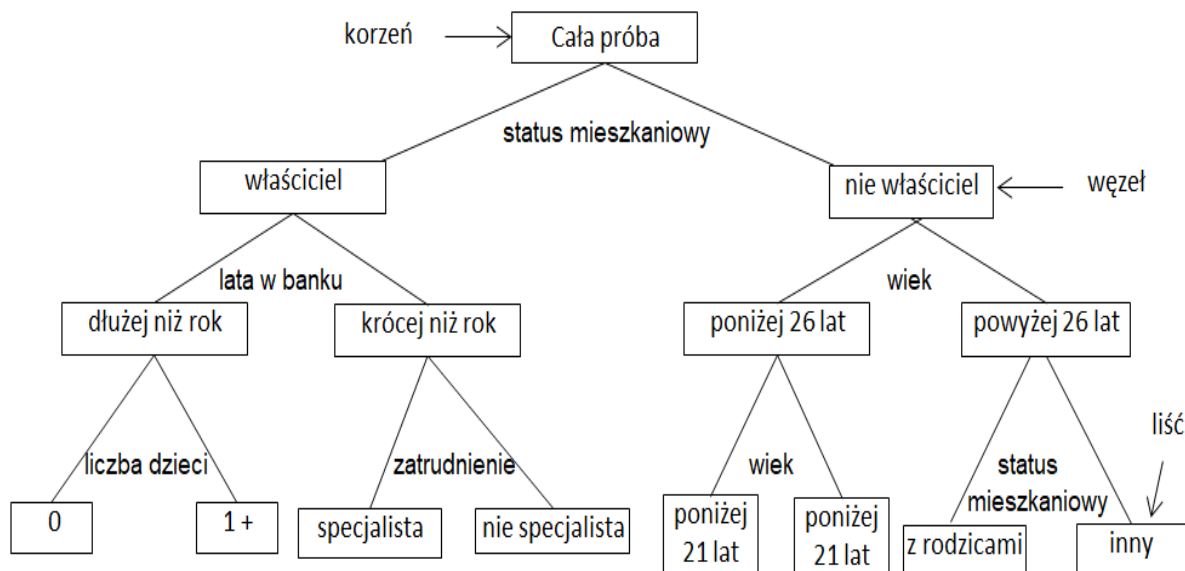 korzeń
Cała próba
status mieszkaniowy
właściciel
nie właściciel
węzeł
lata w banku
wiek
dłużej niż rok
krócej niż rok
poniżej 26 lat
powyżej 26 lat
liść
liczba dzieci
zatrudnienie
wiek
status
mieszkaniowy
0
1 +
specjalista
nie specjalista
poniżej
21 lat
poniżej
21 lat
z rodzicami
inny